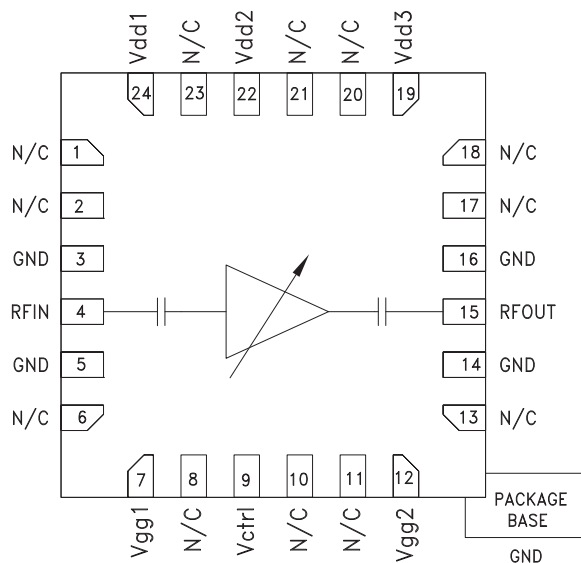 Vdd1
N/C
Vdd2
N/C
N/C
Vdd3
24
23
22
21
20
19
N/C 1
18 N/C
N/C 2
17 N/C
GND 3
16 GND
RFIN 4
15 RFOUT
GND 5
14 GND
N/C 6
13 N/C
7
8
9
10
11
12
Vgg1
N/C
Vctrl
N/C
N/C
Vgg2
PACKAGE
BASE
GND